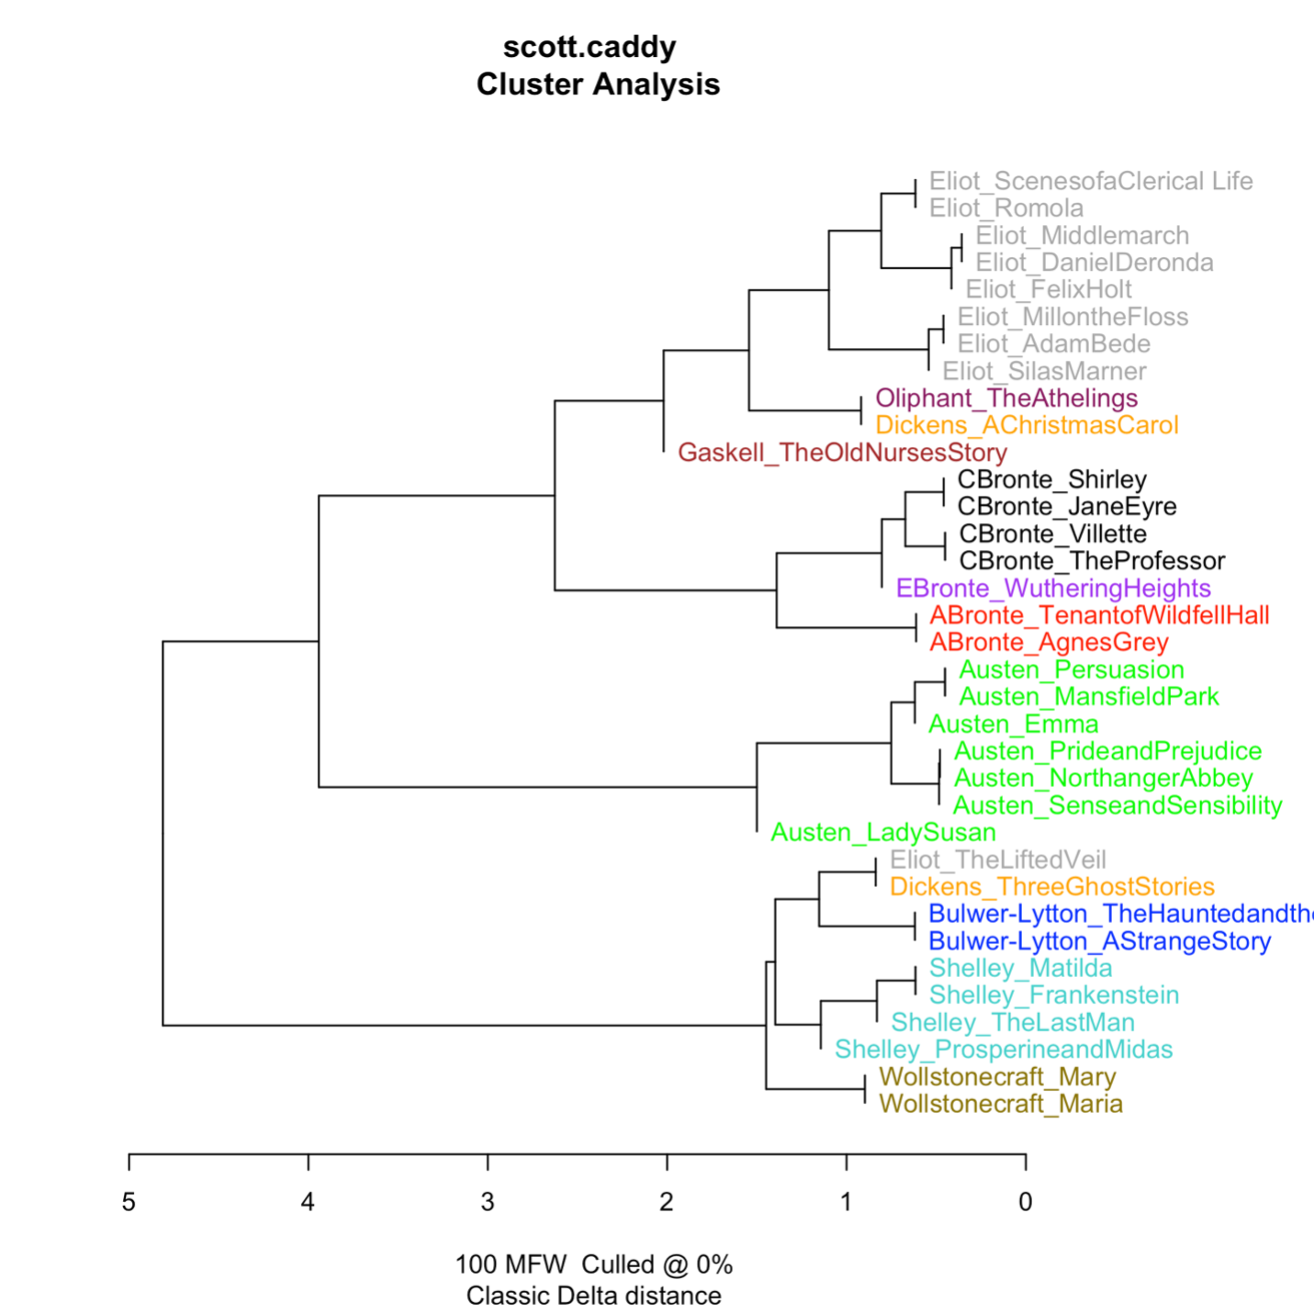 scott.caddy
Cluster Analysis
Eliot_ScenesofaClerical Life
Eliot_Romola
Eliot_Middlemarch
Eliot_DanielDeronda
Eliot_FelixHolt
Eliot_MillontheFloss
Eliot_AdamBede
Eliot_SilasMarner
Oliphant_TheAthelings
Dickens_AChristmasCarol
Gaskell_TheOldNursesStory
CBronte_Shirley
CBronte_JaneEyre
CBronte_Villette
CBronte_TheProfessor
EBronte_WutheringHeights
ABronte_TenantofWildfellHall
ABronte_AgnesGrey
Austen_Persuasion
Austen_MansfieldPark
Austen_Emma
Austen_PrideandPrejudice
Austen_NorthangerAbbey
Austen_SenseandSensibility
Austen_LadySusan
Eliot_TheLiftedVeil
Dickens_ThreeGhostStories
Bulwer-Lytton_TheHauntedandth
Bulwer-Lytton_AStrangeStory
Shelley_Matilda
Shelley_Frankenstein
Shelley_TheLastMan
Shelley_ProsperineandMidas
Wollstonecraft_Mary
Wollstonecraft_Maria
5 4 3 2 1 0
100 MFW Culled @ 0%
Classic Delta distance